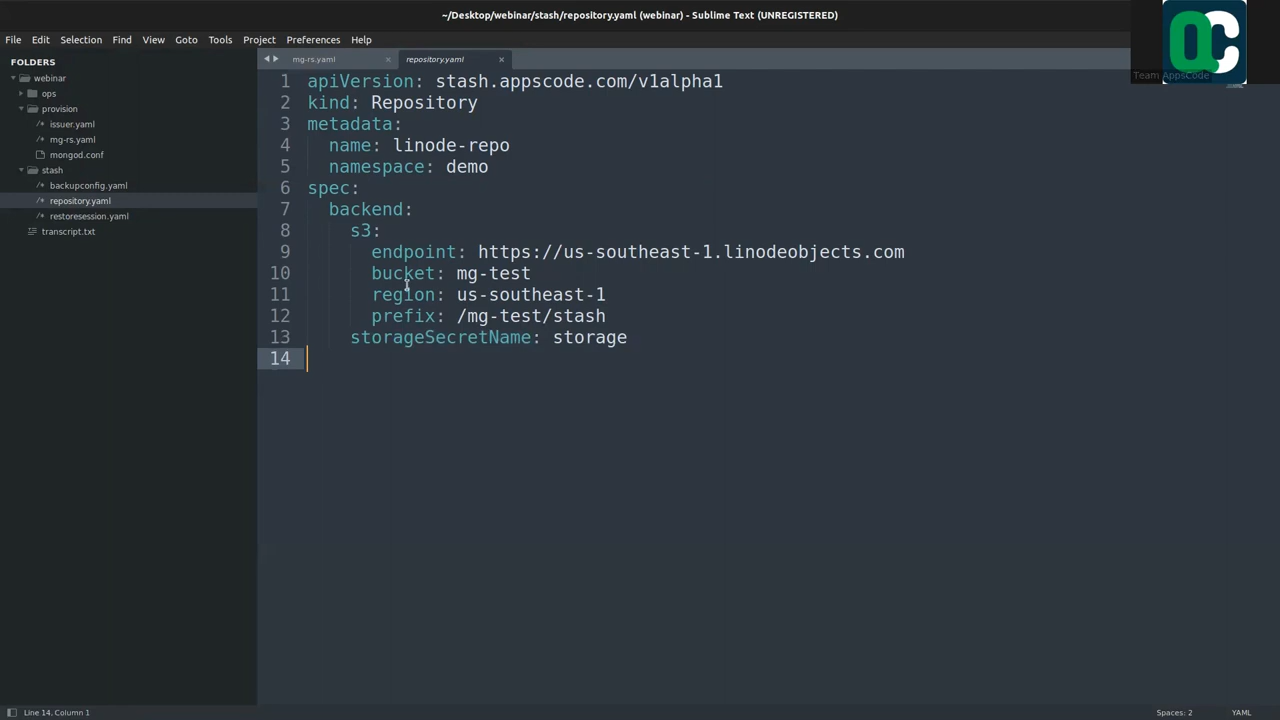 ~/Desktop/webinar/stash/repository.yaml (webinar) - Sublime Text (UNREGISTERED)
File Edit Selection Find View Goto Tools Project Preferences Help
Team AppsCode
FOLDERS
webinar
ops
provision
issuer.yaml
mg-rs.yaml
mongod.conf
stash
backupconfig.yaml
repository.yaml
restoresession.yaml
transcript.txt
mg-rs.yaml × repository.yaml ×
1 apiVersion: stash.appscode.com/v1alpha1
2 kind: Repository
3 metadata:
4 name: linode-repo
5 namespace: demo
6 spec:
7 backend:
8 s3:
9 endpoint: https://us-southeast-1.linodeobjects.com
10 bucket: mg-test
11 region: us-southeast-1
12 prefix: /mg-test/stash
13 storageSecretName: storage
14
Line 14, Column 1
Spaces: 2
YAML